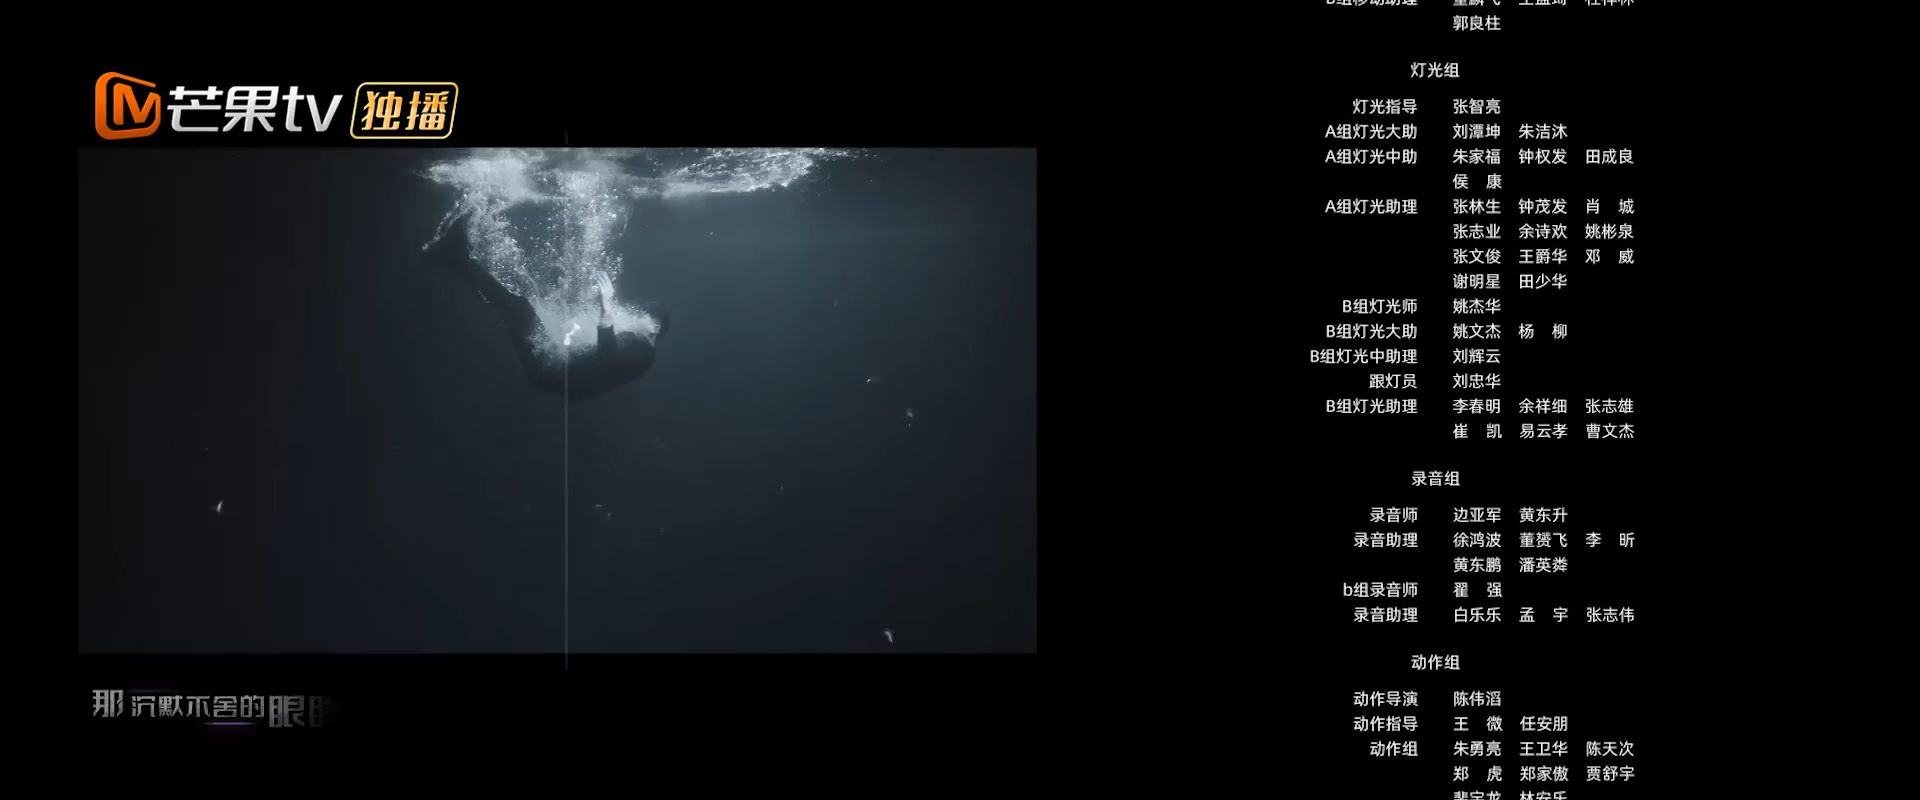 芒果tv 独播
那沉默不舍的眼
郭良柱
灯光组
灯光指导 张智亮
A组灯光大助 刘潭坤 朱洁沐
A组灯光中助 朱家福 钟权发 田成良
侯 康
A组灯光助理 张林生 钟茂发 肖 城
张志业 余诗欢 姚彬泉
张文俊 王爵华 邓 威
谢明星 田少华
B组灯光师 姚杰华
B组灯光大助 姚文杰 杨 柳
B组灯光中助理 刘辉云
跟灯员 刘忠华
B组灯光助理 李春明 余祥细 张志雄
崔 凯 易云孝 曹文杰
录音组
录音师 边亚军 黄东升
录音助理 徐鸿波 董赟飞 李 昕
黄东鹏 潘英粦
b组录音师 翟 强
录音助理 白乐乐 孟 宇 张志伟
动作组
动作导演 陈伟滔
动作指导 王 微 任安朋
动作组 朱勇亮 王卫华 陈天次
郑 虎 郑家傲 贾舒宇